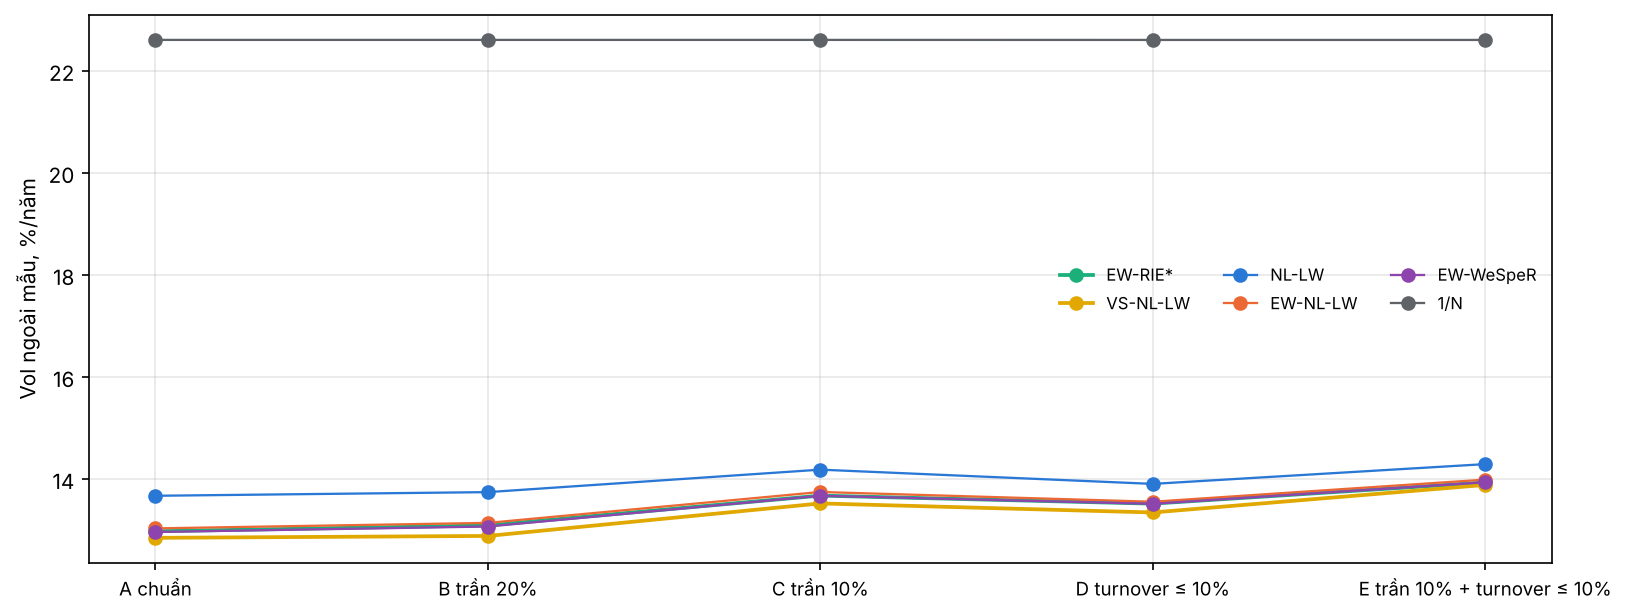 Vol ngoài mẫu, %/năm
22
20
18
16
14
EW-RIE*
VS-NL-LW
NL-LW
EW-NL-LW
EW-WeSpeR
1/N
A chuẩn
B trần 20%
C trần 10%
D turnover ≤ 10%
E trần 10% + turnover ≤ 10%